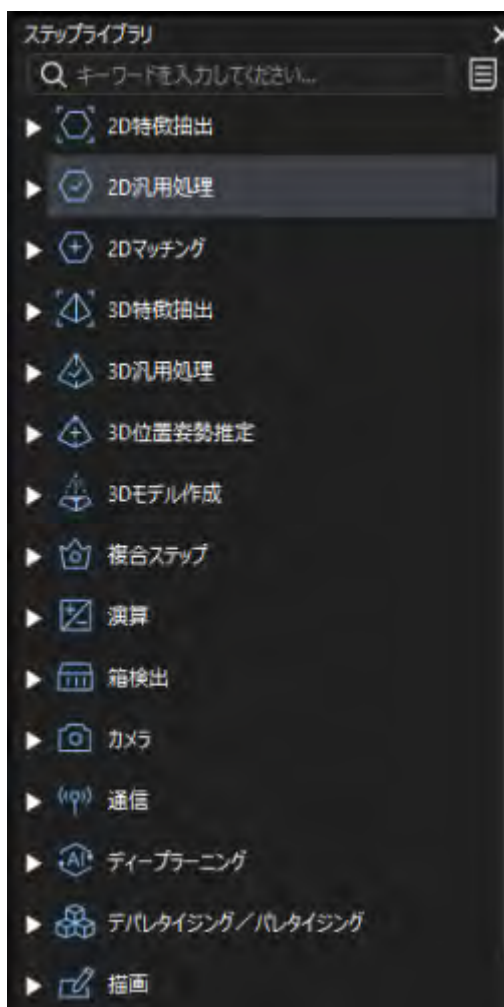 ステップライブラリ
キーワードを入力してください...
2D特徴抽出
2D汎用処理
2Dマッチング
3D特徴抽出
3D汎用処理
3D位置姿勢推定
3Dモデル作成
複合ステップ
演算
箱検出
カメラ
通信
AI ディープラーニング
デパレタイジング／パレタイジング
描画